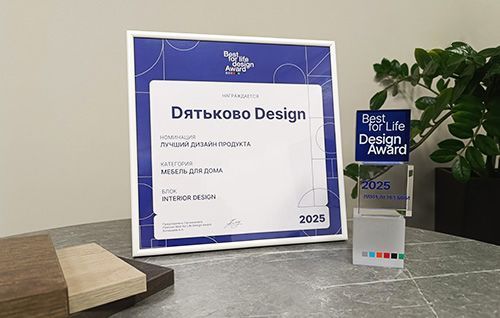 Best
for life
design
Award
НАГРАЖДАЕТСЯ
Dятьково Design
НОМИНАЦИЯ
ЛУЧШИЙ ДИЗАЙН ПРОДУКТА
КАТЕГОРИЯ
МЕБЕЛЬ ДЛЯ ДОМА
БЛОК
INTERIOR DESIGN
2025
Best
for Life
Design
Award
2025